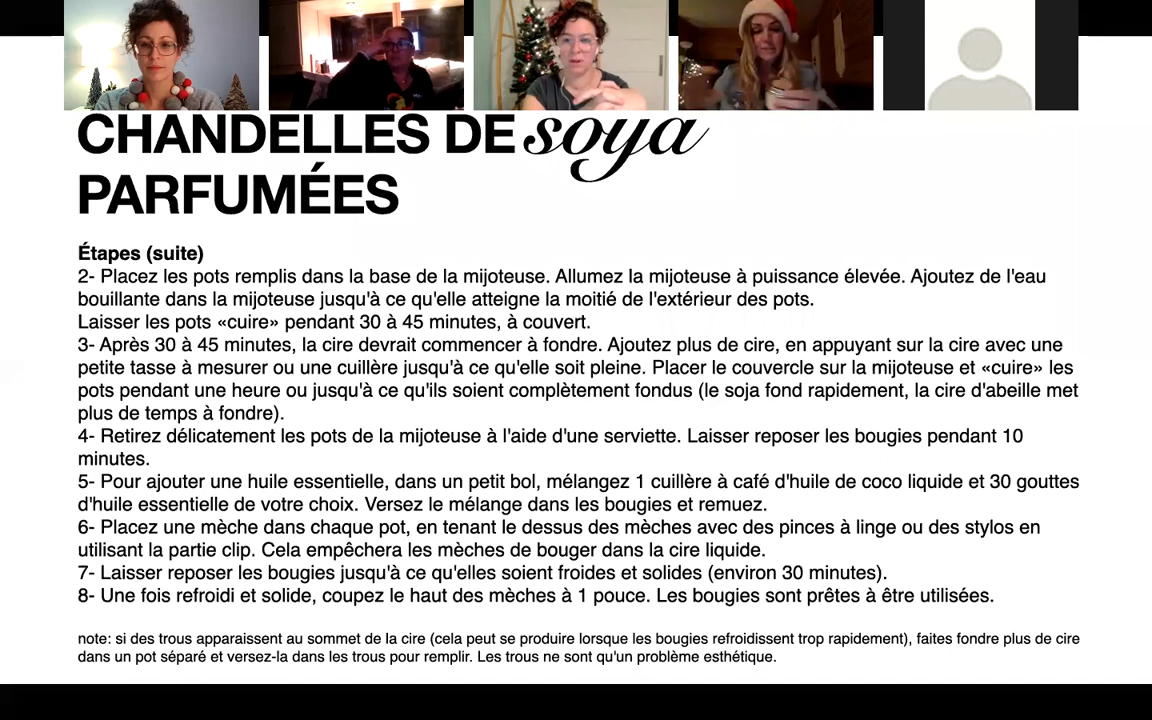 CHANDELLES DE soya
PARFUMÉES
Étapes (suite)
2- Placez les pots remplis dans la base de la mijoteuse. Allumez la mijoteuse à puissance élevée. Ajoutez de l'eau
bouillante dans la mijoteuse jusqu'à ce qu'elle atteigne la moitié de l'extérieur des pots.
Laisser les pots «cuire» pendant 30 à 45 minutes, à couvert.
3- Après 30 à 45 minutes, la cire devrait commencer à fondre. Ajoutez plus de cire, en appuyant sur la cire avec une
petite tasse à mesurer ou une cuillère jusqu'à ce qu'elle soit pleine. Placer le couvercle sur la mijoteuse et «cuire» les
pots pendant une heure ou jusqu'à ce qu'ils soient complètement fondus (le soja fond rapidement, la cire d'abeille met
plus de temps à fondre).
4- Retirez délicatement les pots de la mijoteuse à l'aide d'une serviette. Laisser reposer les bougies pendant 10
minutes.
5- Pour ajouter une huile essentielle, dans un petit bol, mélangez 1 cuillère à café d'huile de coco liquide et 30 gouttes
d'huile essentielle de votre choix. Versez le mélange dans les bougies et remuez.
6- Placez une mèche dans chaque pot, en tenant le dessus des mèches avec des pinces à linge ou des stylos en
utilisant la partie clip. Cela empêchera les mèches de bouger dans la cire liquide.
7- Laisser reposer les bougies jusqu'à ce qu'elles soient froides et solides (environ 30 minutes).
8- Une fois refroidi et solide, coupez le haut des mèches à 1 pouce. Les bougies sont prêtes à être utilisées.
note: si des trous apparaissent au sommet de la cire (cela peut se produire lorsque les bougies refroidissent trop rapidement), faites fondre plus de cire
dans un pot séparé et versez-la dans les trous pour remplir. Les trous ne sont qu'un problème esthétique.